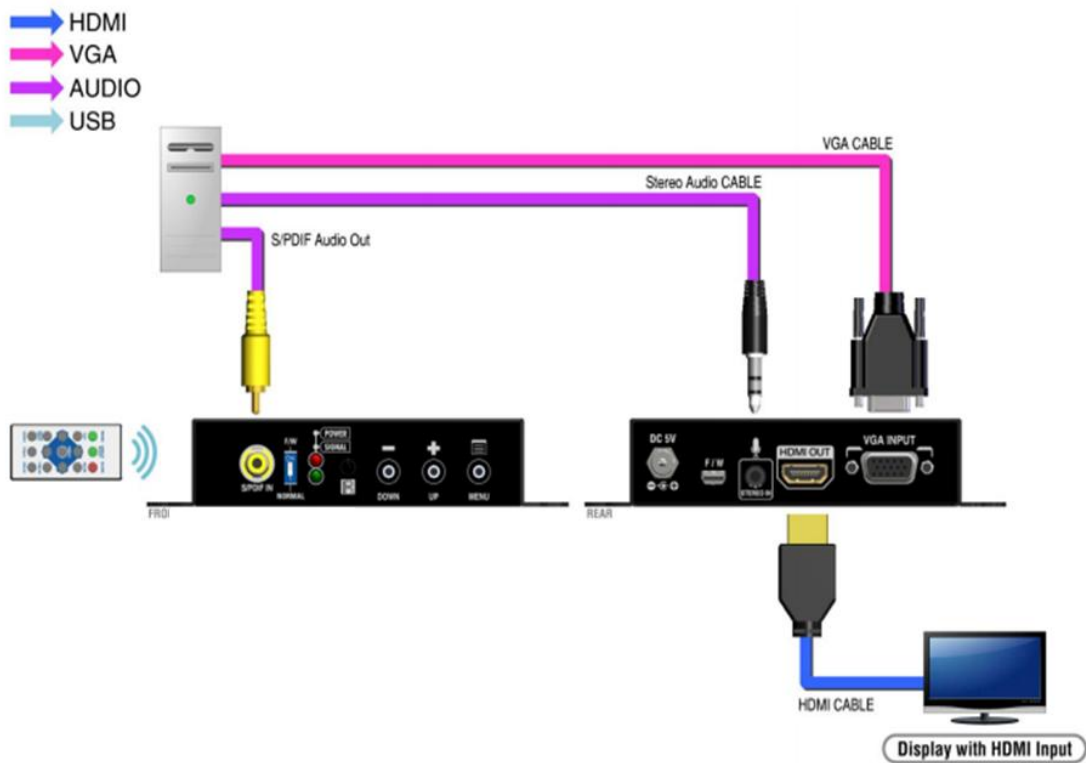 HDMI
VGA
AUDIO
USB
VGA CABLE
Stereo Audio CABLE
S/PDIF Audio Out
S/PDIF IN
F/W
NORMAL
POWER
SIGNAL
DOWN
UP
MENU
DC 5V
F/W
STEREO IN
HDMI OUT
VGA INPUT
REAR
HDMI CABLE
Display with HDMI Input